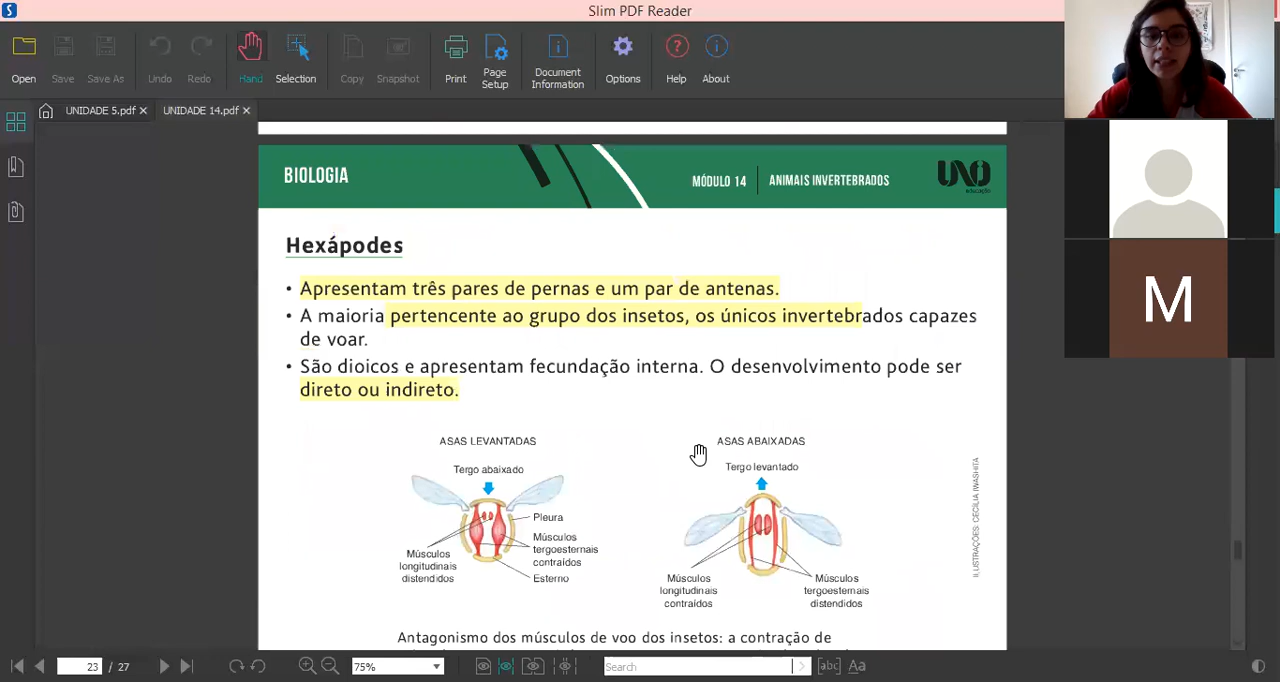 Slim PDF Reader
Open
Save
Save As
Undo
Redo
Hand
Selection
Copy
Snapshot
Print
Page
Setup
Document
Information
Options
Help
About
UNIDADE 5.pdf
UNIDADE 14.pdf
BIOLOGIA
MÓDULO 14
ANIMAIS INVERTEBRADOS
UNO
educação
Hexápodes
• Apresentam três pares de pernas e um par de antenas.
• A maioria pertencente ao grupo dos insetos, os únicos invertebrados capazes
de voar.
• São dioicos e apresentam fecundação interna. O desenvolvimento pode ser
direto ou indireto.
ASAS LEVANTADAS
Tergo abaixado
Pleura
Músculos
tergoesternais
contraídos
Esterno
Músculos
longitudinais
distendidos
ASAS ABAIXADAS
Tergo levantado
Músculos
longitudinais
contraídos
Músculos
tergoesternais
distendidos
ILUSTRAÇÕES: CECÍLIA IWASHITA
Antagonismo dos músculos de voo dos insetos: a contração de
M
23 / 27
75%
Search
[abc]
Aa